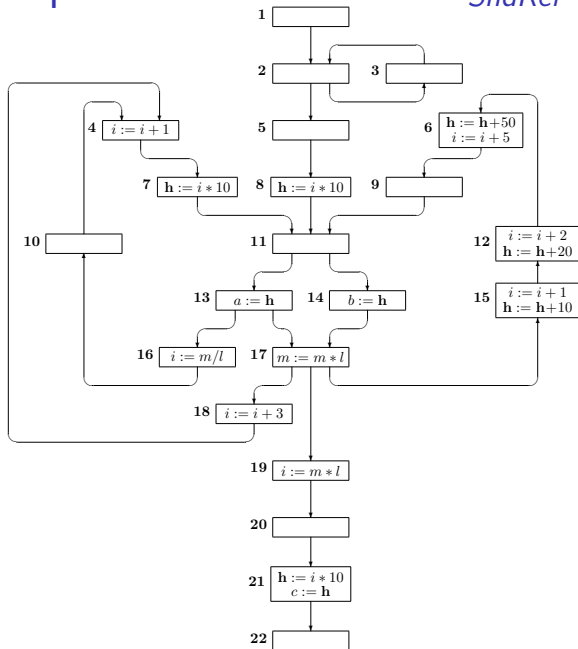 1
2
3
4 i := i + 1
5
6 h := h+50
i := i + 5
7 h := i ∗ 10
8 h := i ∗ 10
9
10
11
12 i := i + 2
h := h+20
13 a := h
14 b := h
15 i := i + 1
h := h+10
16 i := m/l
17 m := m ∗ l
18 i := i + 3
19 i := m ∗ l
20
21 h := i ∗ 10
c := h
22